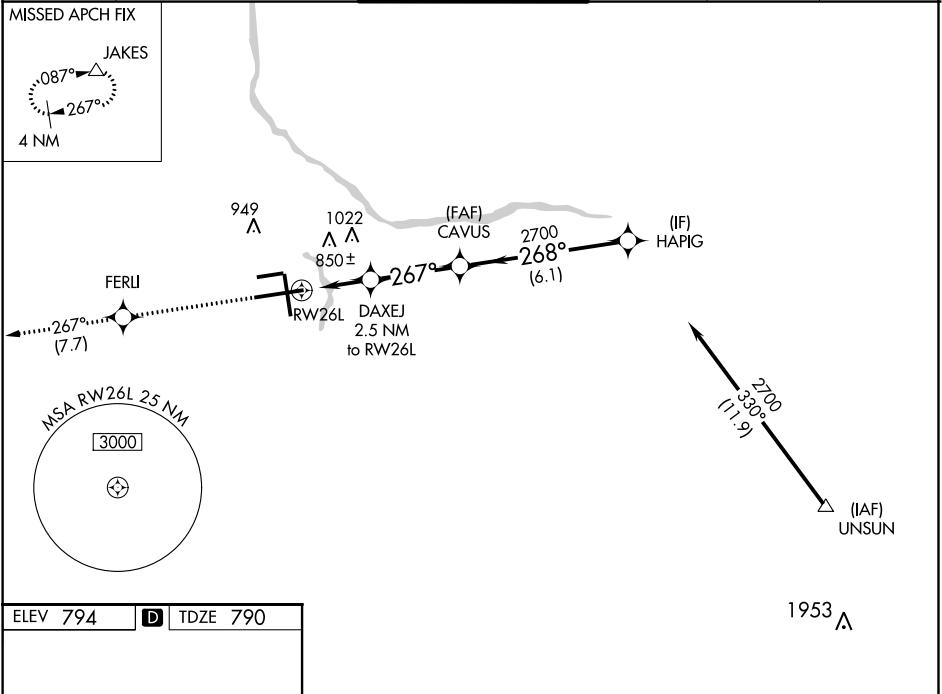 MISSED APCH FIX
JAKES
087°
267°
4 NM
949
1022
850±
(FAF)
CAVUS
2700
268°
(6.1)
(IF)
HAPIG
267°
FERLI
RW26L
DAXEJ
2.5 NM
to RW26L
267°
(7.7)
2700
330°
(11.9)
(IAF)
UNSUN
MSA RW26L 25 NM
3000
1953
ELEV 794 D TDZE 790